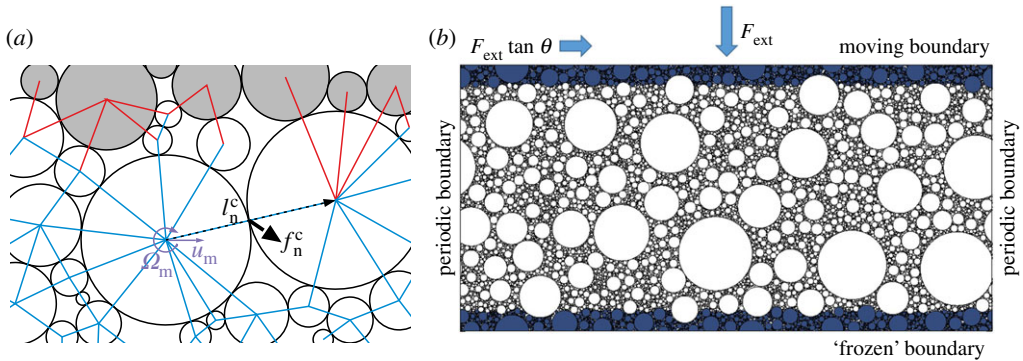 (a)
l_n^c
f_n^c
u_m
Ω_m
(b)
F_ext tan θ
F_ext
moving boundary
periodic boundary
periodic boundary
'frozen' boundary